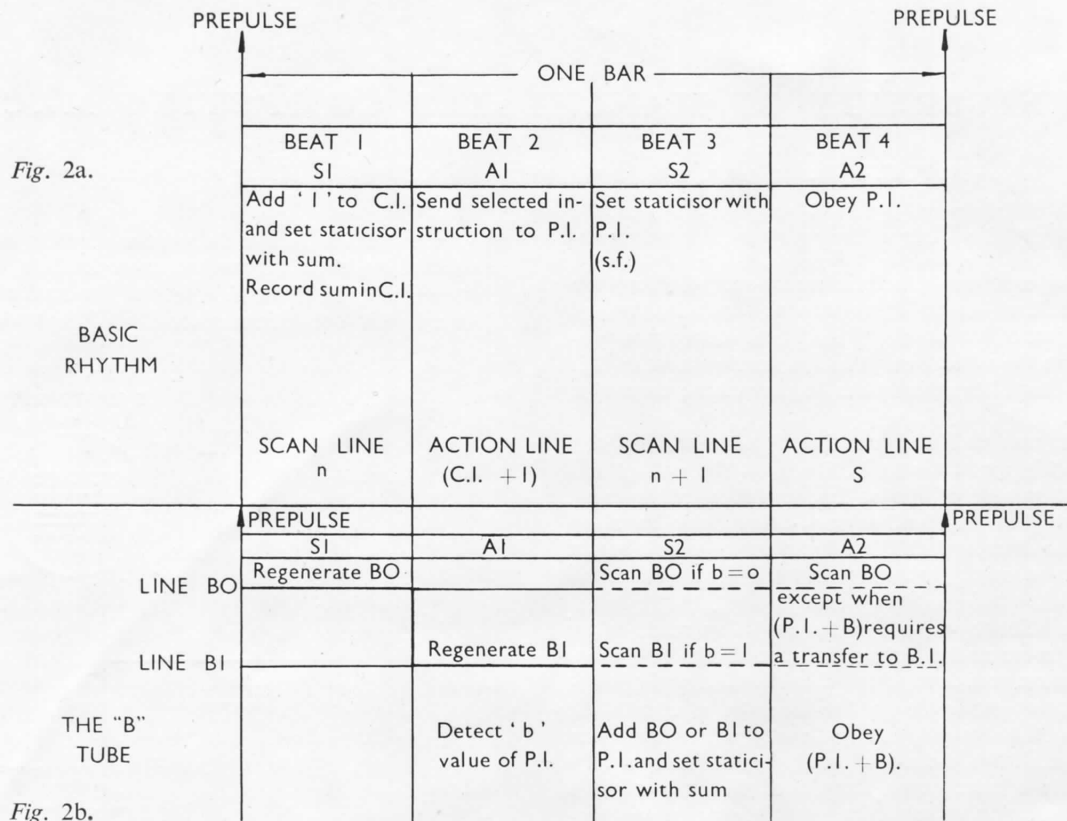 PREPULSE
PREPULSE
ONE BAR
Fig. 2a.
BEAT 1
S1
Add '1' to C.I.
and set staticisor
with sum.
Record sum in C.I.
BEAT 2
A1
Send selected in-
struction to P.I.
BEAT 3
S2
Set staticisor with
P.I.
(s.f.)
BEAT 4
A2
Obey P.I.
BASIC
RHYTHM
SCAN LINE
n
ACTION LINE
(C.I. + 1)
SCAN LINE
n + 1
ACTION LINE
S
PREPULSE
PREPULSE
S1
A1
S2
A2
LINE BO
Regenerate BO
Scan BO if b=o
Scan BO
except when
(P.I. + B) requires
a transfer to B.1.
LINE B1
Regenerate B1
Scan B1 if b=1
THE "B"
TUBE
Detect 'b'
value of P.I.
Add BO or B1 to
P.I. and set statici-
sor with sum
Obey
(P.I. + B).
Fig. 2b.